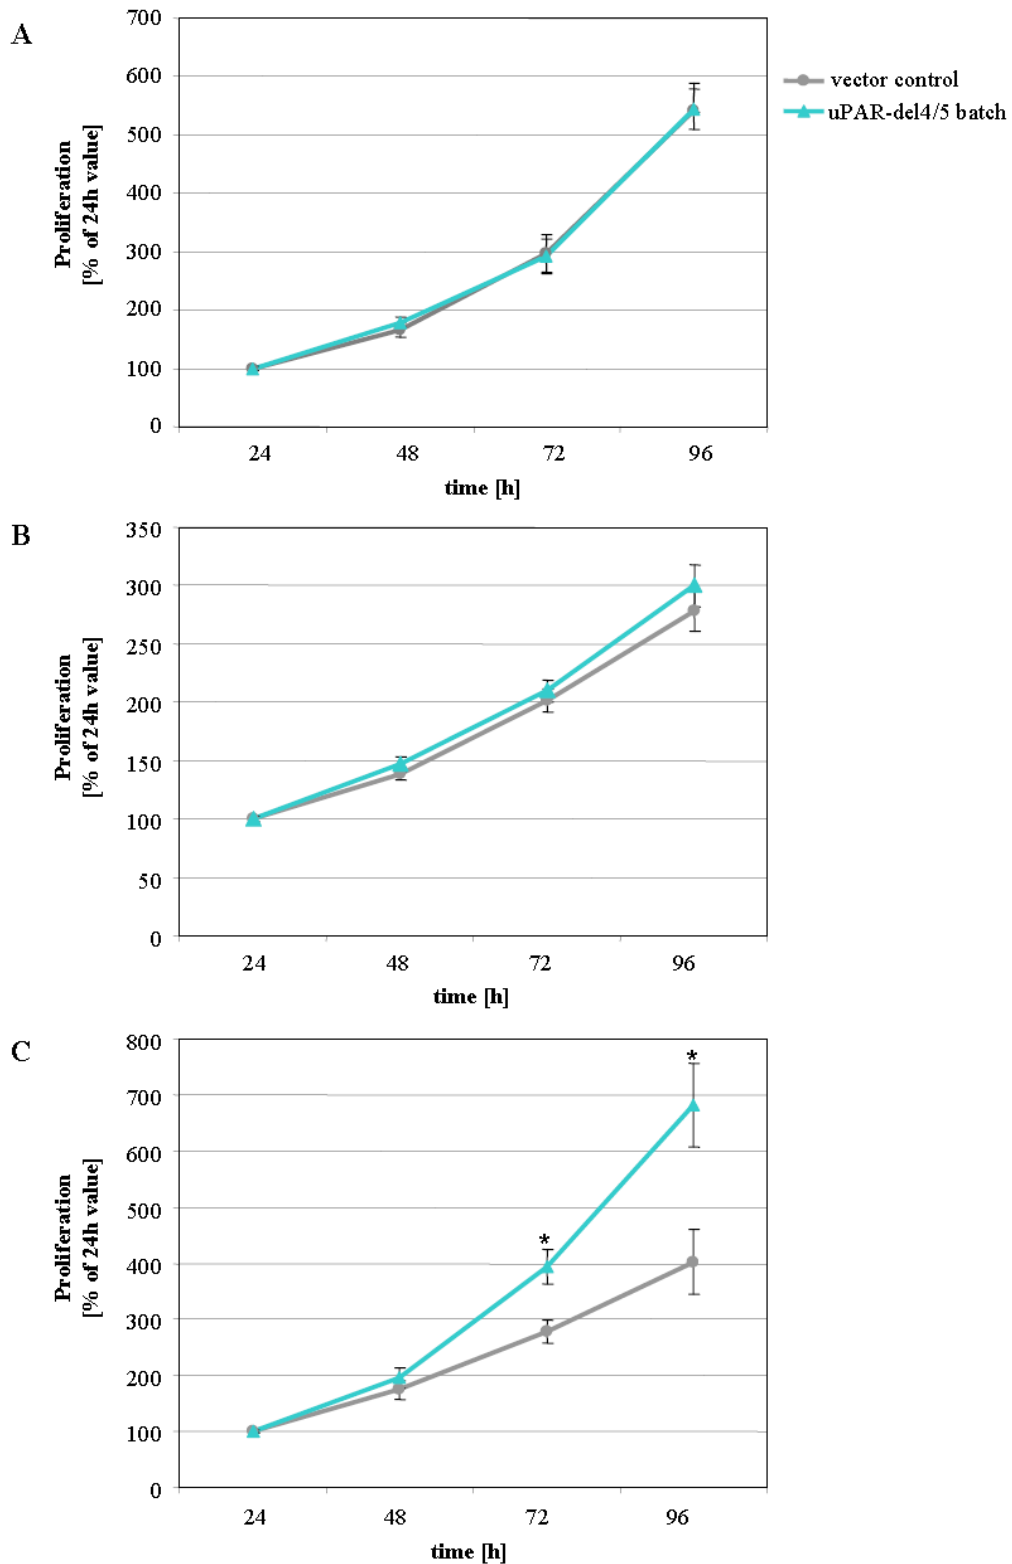 A
700
600
500
400
300
200
100
0
Proliferation
[% of 24h value]
24 48 72 96
time [h]
vector control
uPAR-del4/5 batch
B
350
300
250
200
150
100
50
0
Proliferation
[% of 24h value]
24 48 72 96
time [h]
C
800
700
600
500
400
300
200
100
0
Proliferation
[% of 24h value]
*
*
24 48 72 96
time [h]